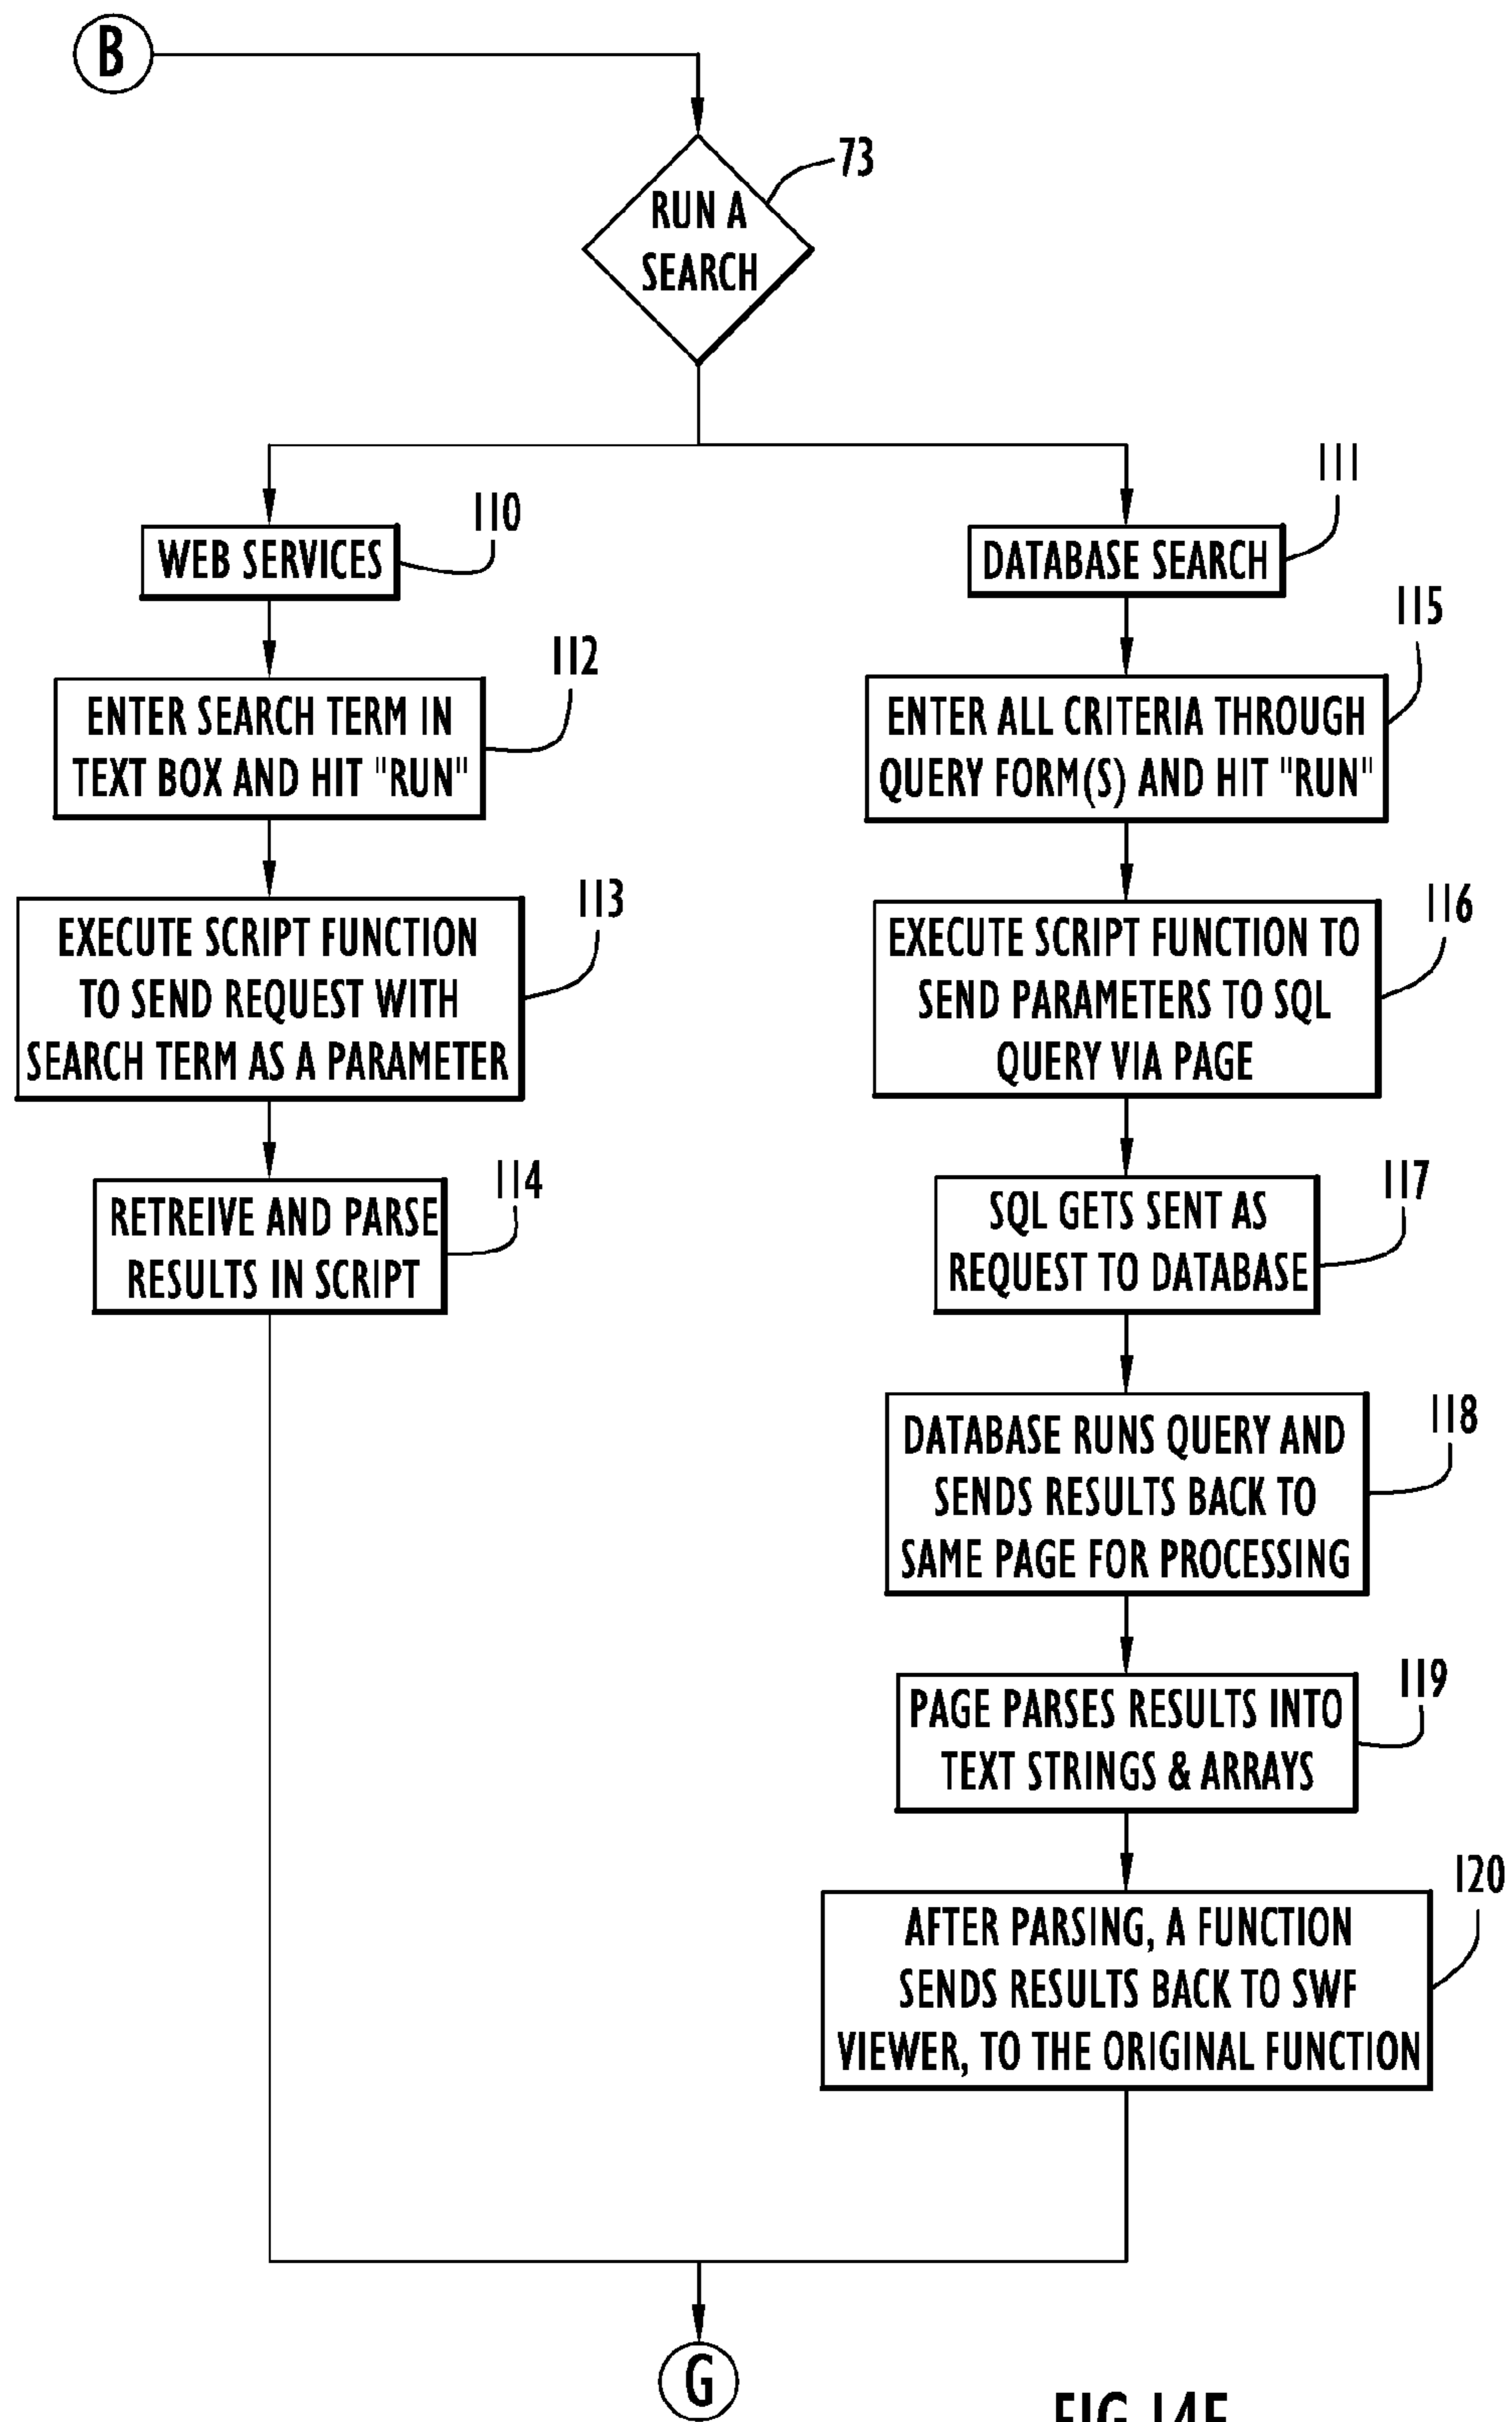 B
73
RUN A
SEARCH
110
WEB SERVICES
112
ENTER SEARCH TERM IN
TEXT BOX AND HIT "RUN"
113
EXECUTE SCRIPT FUNCTION
TO SEND REQUEST WITH
SEARCH TERM AS A PARAMETER
114
RETREIVE AND PARSE
RESULTS IN SCRIPT
111
DATABASE SEARCH
115
ENTER ALL CRITERIA THROUGH
QUERY FORM(S) AND HIT "RUN"
116
EXECUTE SCRIPT FUNCTION TO
SEND PARAMETERS TO SQL
QUERY VIA PAGE
117
SQL GETS SENT AS
REQUEST TO DATABASE
118
DATABASE RUNS QUERY AND
SENDS RESULTS BACK TO
SAME PAGE FOR PROCESSING
119
PAGE PARSES RESULTS INTO
TEXT STRINGS & ARRAYS
120
AFTER PARSING, A FUNCTION
SENDS RESULTS BACK TO SWF
VIEWER, TO THE ORIGINAL FUNCTION
G